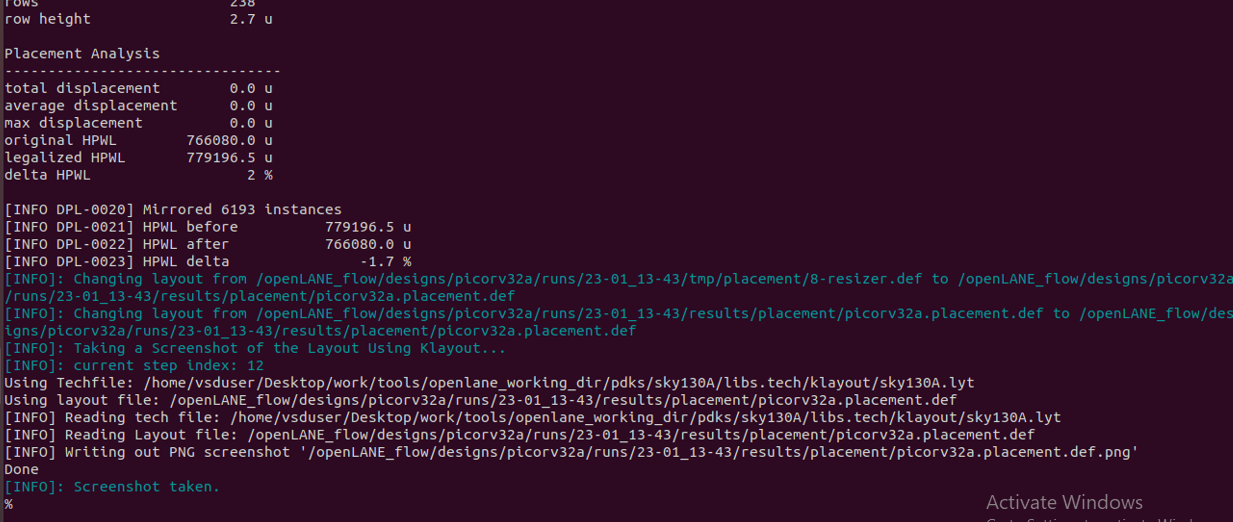 rows 238
row height 2.7 u
Placement Analysis
--------------------------------
total displacement 0.0 u
average displacement 0.0 u
max displacement 0.0 u
original HPWL 766080.0 u
legalized HPWL 779196.5 u
delta HPWL 2 %
[INFO DPL-0020] Mirrored 6193 instances
[INFO DPL-0021] HPWL before 779196.5 u
[INFO DPL-0022] HPWL after 766080.0 u
[INFO DPL-0023] HPWL delta -1.7 %
[INFO]: Changing layout from /openLANE_flow/designs/picorv32a/runs/23-01_13-43/tmp/placement/8-resizer.def to /openLANE_flow/designs/picorv32a
/runs/23-01_13-43/results/placement/picorv32a.placement.def
[INFO]: Changing layout from /openLANE_flow/designs/picorv32a/runs/23-01_13-43/results/placement/picorv32a.placement.def to /openLANE_flow/des
igns/picorv32a/runs/23-01_13-43/results/placement/picorv32a.placement.def
[INFO]: Taking a Screenshot of the Layout Using Klayout...
[INFO]: current step index: 12
Using Techfile: /home/vsduser/Desktop/work/tools/openlane_working_dir/pdks/sky130A/libs.tech/klayout/sky130A.lyt
Using layout file: /openLANE_flow/designs/picorv32a/runs/23-01_13-43/results/placement/picorv32a.placement.def
[INFO] Reading tech file: /home/vsduser/Desktop/work/tools/openlane_working_dir/pdks/sky130A/libs.tech/klayout/sky130A.lyt
[INFO] Reading Layout file: /openLANE_flow/designs/picorv32a/runs/23-01_13-43/results/placement/picorv32a.placement.def
[INFO] Writing out PNG screenshot '/openLANE_flow/designs/picorv32a/runs/23-01_13-43/results/placement/picorv32a.placement.def.png'
Done
[INFO]: Screenshot taken.
%
Activate Windows